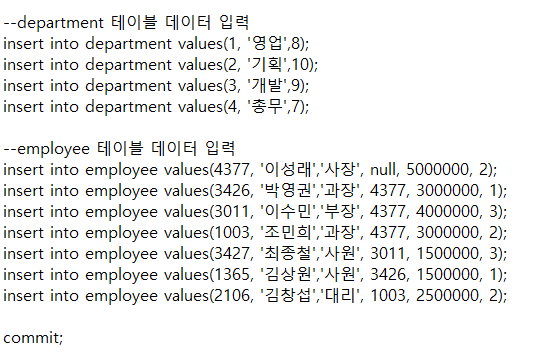 --department 테이블 데이터 입력
insert into department values(1, '영업',8);
insert into department values(2, '기획',10);
insert into department values(3, '개발',9);
insert into department values(4, '총무',7);
--employee 테이블 데이터 입력
insert into employee values(4377, '이성래','사장', null, 5000000, 2);
insert into employee values(3426, '박영권','과장', 4377, 3000000, 1);
insert into employee values(3011, '이수민','부장', 4377, 4000000, 3);
insert into employee values(1003, '조민희','과장', 4377, 3000000, 2);
insert into employee values(3427, '최종철','사원', 3011, 1500000, 3);
insert into employee values(1365, '김상원','사원', 3426, 1500000, 1);
insert into employee values(2106, '김창섭','대리', 1003, 2500000, 2);
commit;